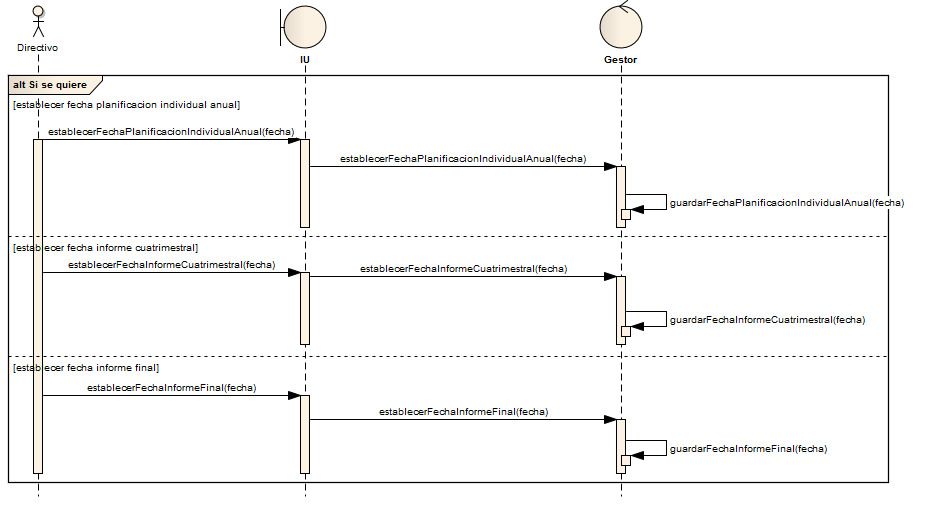 Directivo
IU
Gestor
alt Si se quiere
[establecer fecha planificacion individual anual]
establecerFechaPlanificacionIndividualAnual(fecha)
establecerFechaPlanificacionIndividualAnual(fecha)
guardarFechaPlanificacionIndividualAnual(fecha)
[establecer fecha informe cuatrimestral]
establecerFechaInformeCuatrimestral(fecha)
establecerFechaInformeCuatrimestral(fecha)
guardarFechaInformeCuatrimestral(fecha)
[establecer fecha informe final]
establecerFechaInformeFinal(fecha)
establecerFechaInformeFinal(fecha)
guardarFechaInformeFinal(fecha)